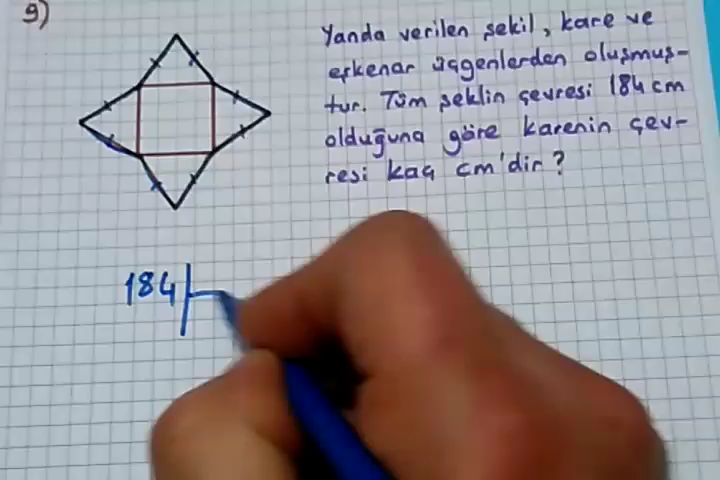 9)
Yanda verilen şekil, kare ve
eşkenar üçgenlerden oluşmuş-
tur. Tüm şeklin çevresi 184 cm
olduğuna göre karenin çev-
resi kaç cm'dir?
184